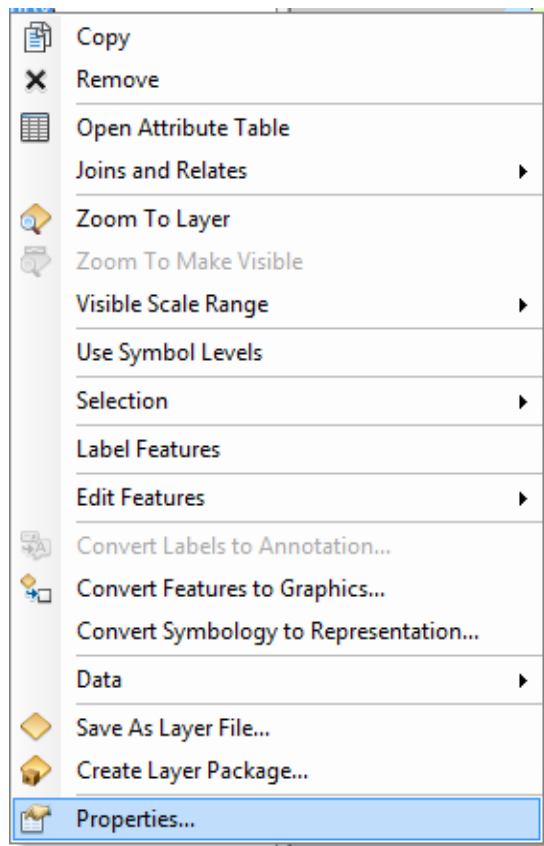 Copy
Remove
Open Attribute Table
Joins and Relates
Zoom To Layer
Zoom To Make Visible
Visible Scale Range
Use Symbol Levels
Selection
Label Features
Edit Features
Convert Labels to Annotation...
Convert Features to Graphics...
Convert Symbology to Representation...
Data
Save As Layer File...
Create Layer Package...
Properties...